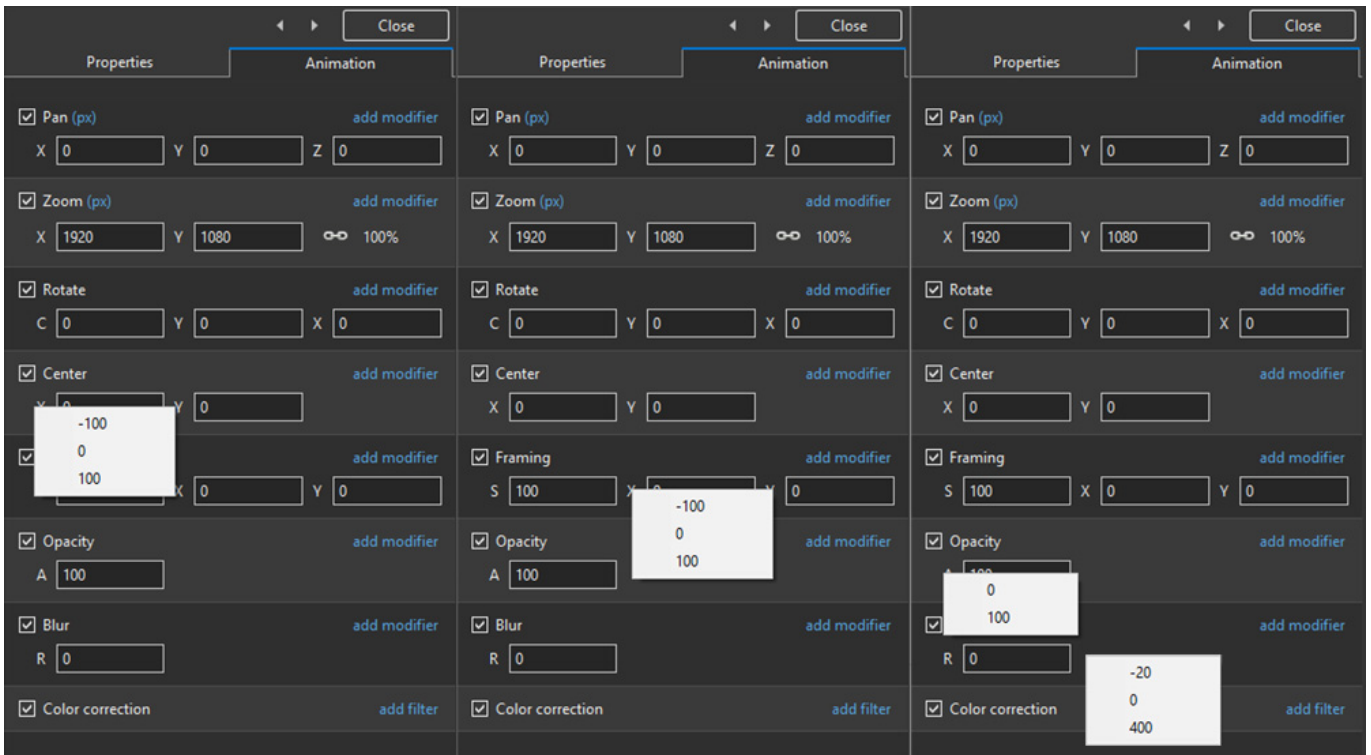 Close
Properties Animation
Pan (px) add modifier
X 0 Y 0 Z 0
Zoom (px) add modifier
X 1920 Y 1080 100%
Rotate add modifier
C 0 Y 0 X 0
Center add modifier
Y 0
-100
0
100
add modifier
X 0 Y 0
Opacity add modifier
A 100
Blur add modifier
R 0
Color correction add filter
Close
Properties Animation
Pan (px) add modifier
X 0 Y 0 Z 0
Zoom (px) add modifier
X 1920 Y 1080 100%
Rotate add modifier
C 0 Y 0 X 0
Center add modifier
X 0 Y 0
Framing add modifier
S 100 X 0
-100
0
100
Opacity add modifier
A 100
Blur add modifier
R 0
Color correction add filter
Close
Properties Animation
Pan (px) add modifier
X 0 Y 0 Z 0
Zoom (px) add modifier
X 1920 Y 1080 100%
Rotate add modifier
C 0 Y 0 X 0
Center add modifier
X 0 Y 0
Framing add modifier
S 100 X 0 Y 0
Opacity add modifier
0
100
add modifier
R 0
-20
0
400
Color correction add filter